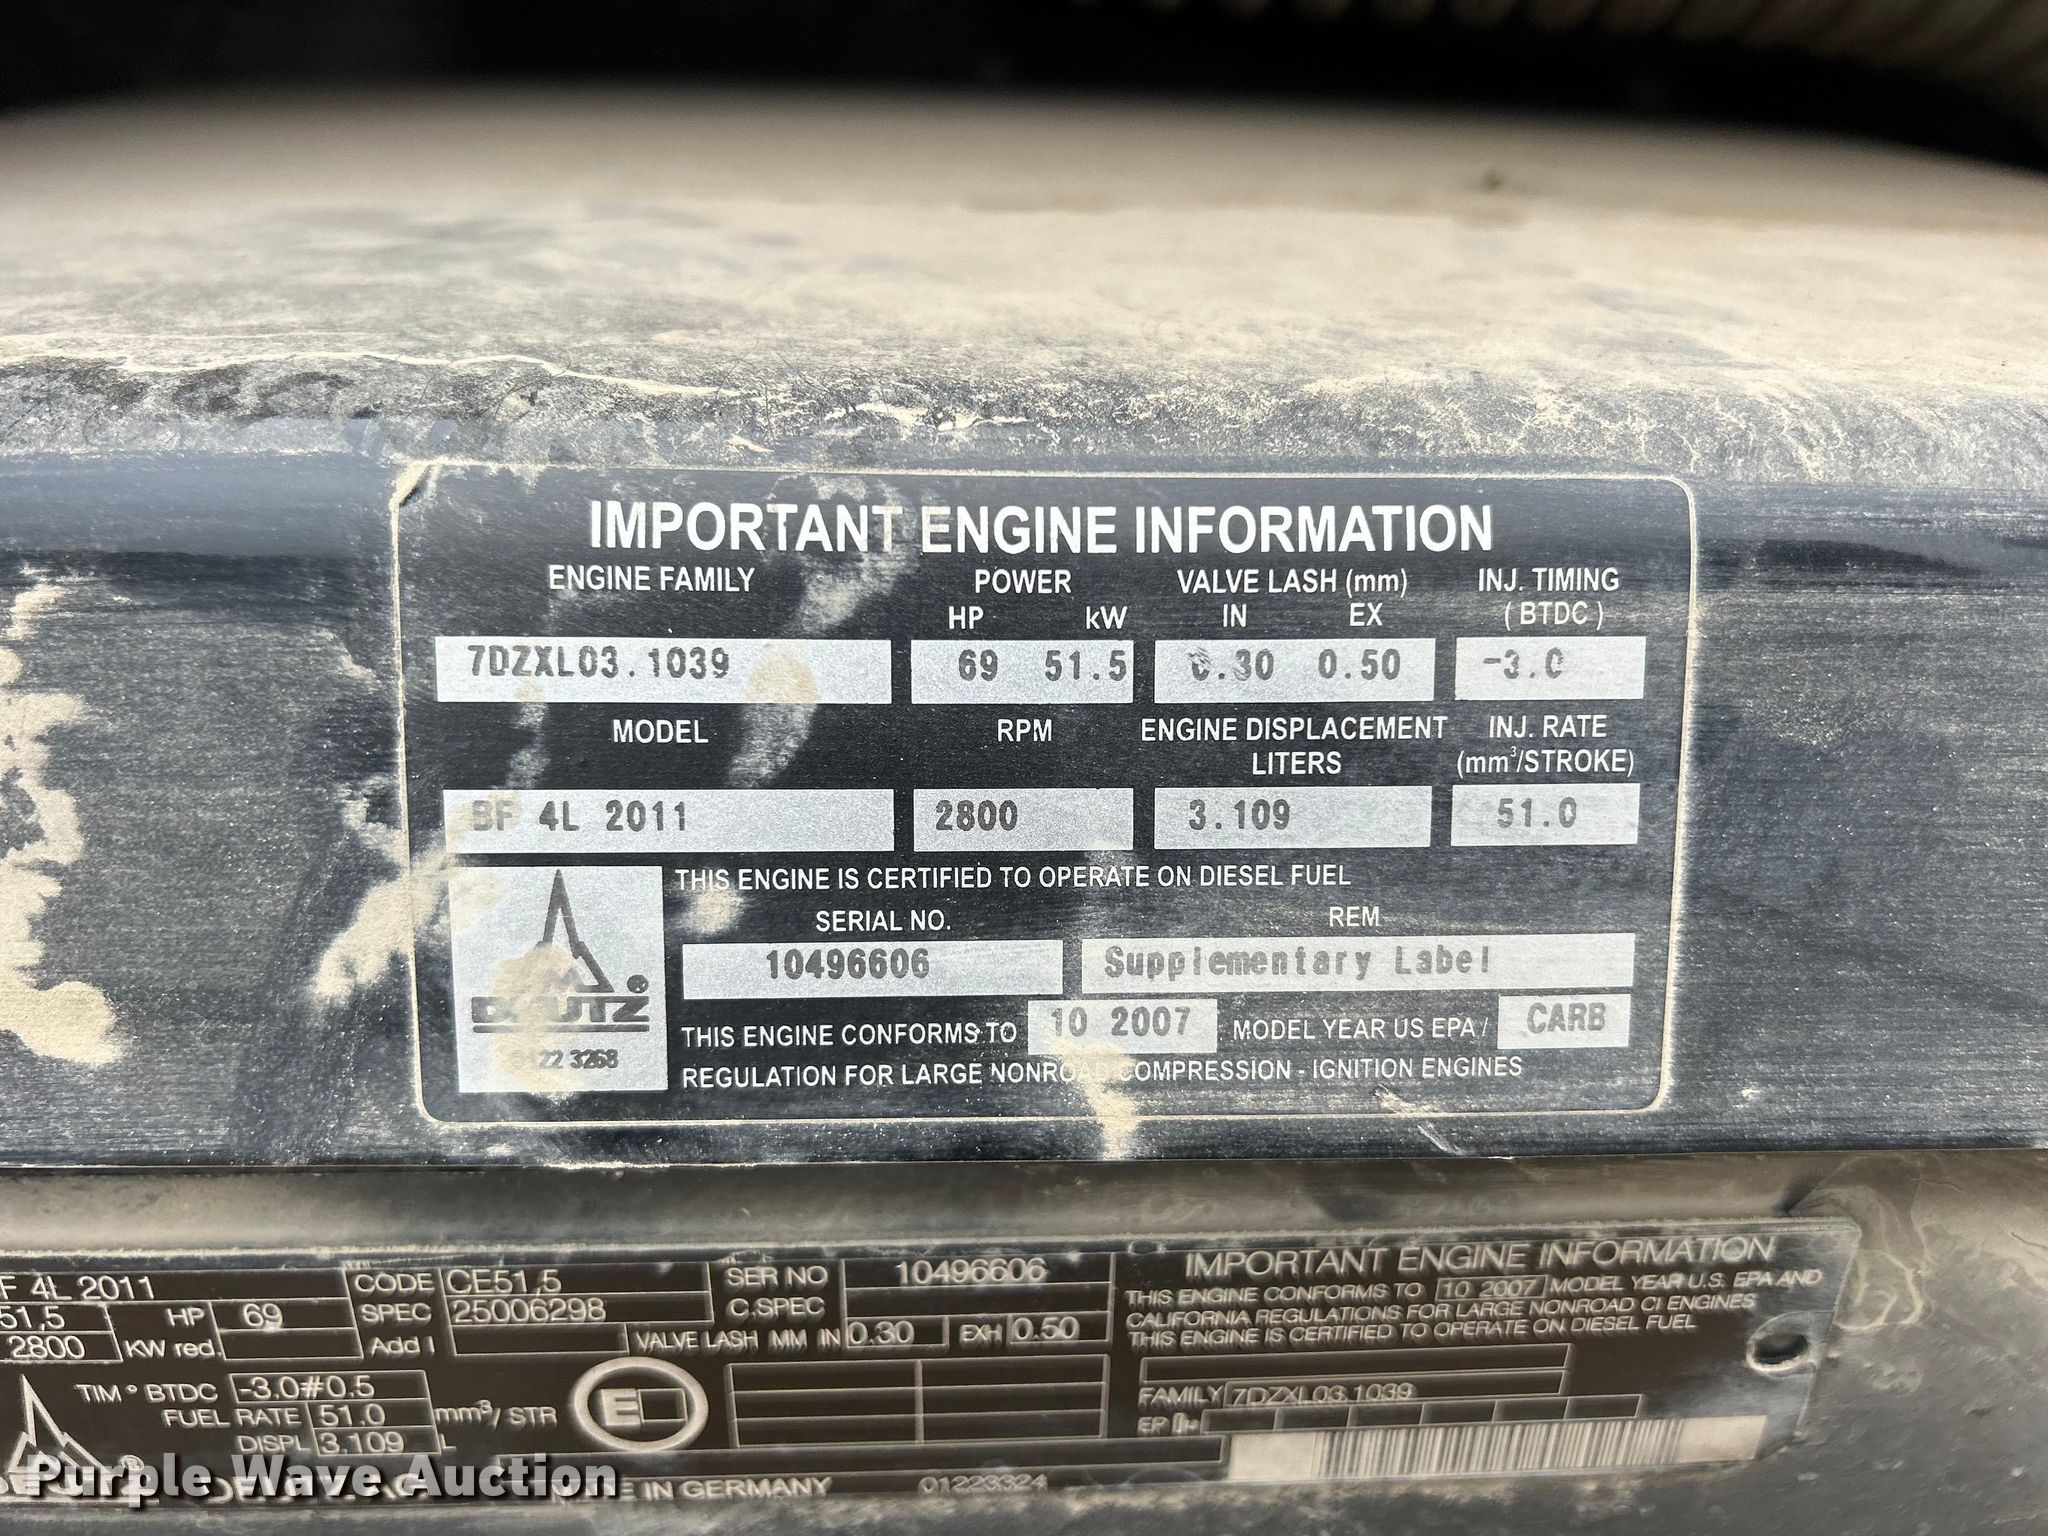 IMPORTANT ENGINE INFORMATION
ENGINE FAMILY POWER VALVE LASH (mm) INJ. TIMING
HP kW IN EX ( BTDC )
7DZXL03.1039 69 51.5 0.30 0.50 -3.0
MODEL RPM ENGINE DISPLACEMENT INJ. RATE
LITERS (mm³/STROKE)
BF 4L 2011 2800 3.109 51.0
THIS ENGINE IS CERTIFIED TO OPERATE ON DIESEL FUEL
SERIAL NO. REM
10496606 Supplementary Label
DEUTZ ®
3268
THIS ENGINE CONFORMS TO 10 2007 MODEL YEAR US EPA / CARB
REGULATION FOR LARGE NONROAD COMPRESSION - IGNITION ENGINES
F 4L 2011 CODE CE51,5 SER NO 10496606
51,5 HP 69 SPEC 25006298 C.SPEC
2800 KW red. Add I VALVE LASH MM IN 0.30 EXH 0.50
TIM ° BTDC -3.0#0.5
FUEL RATE 51.0 mm³/ STR
DISPL 3.109 L
E
IMPORTANT ENGINE INFORMATION
THIS ENGINE CONFORMS TO 10 2007 MODEL YEAR U.S. EPA AND
CALIFORNIA REGULATIONS FOR LARGE NONROAD CI ENGINES
THIS ENGINE IS CERTIFIED TO OPERATE ON DIESEL FUEL
FAMILY 7DZXL03.1039
MADE IN GERMANY 01223324
Purple Wave Auction